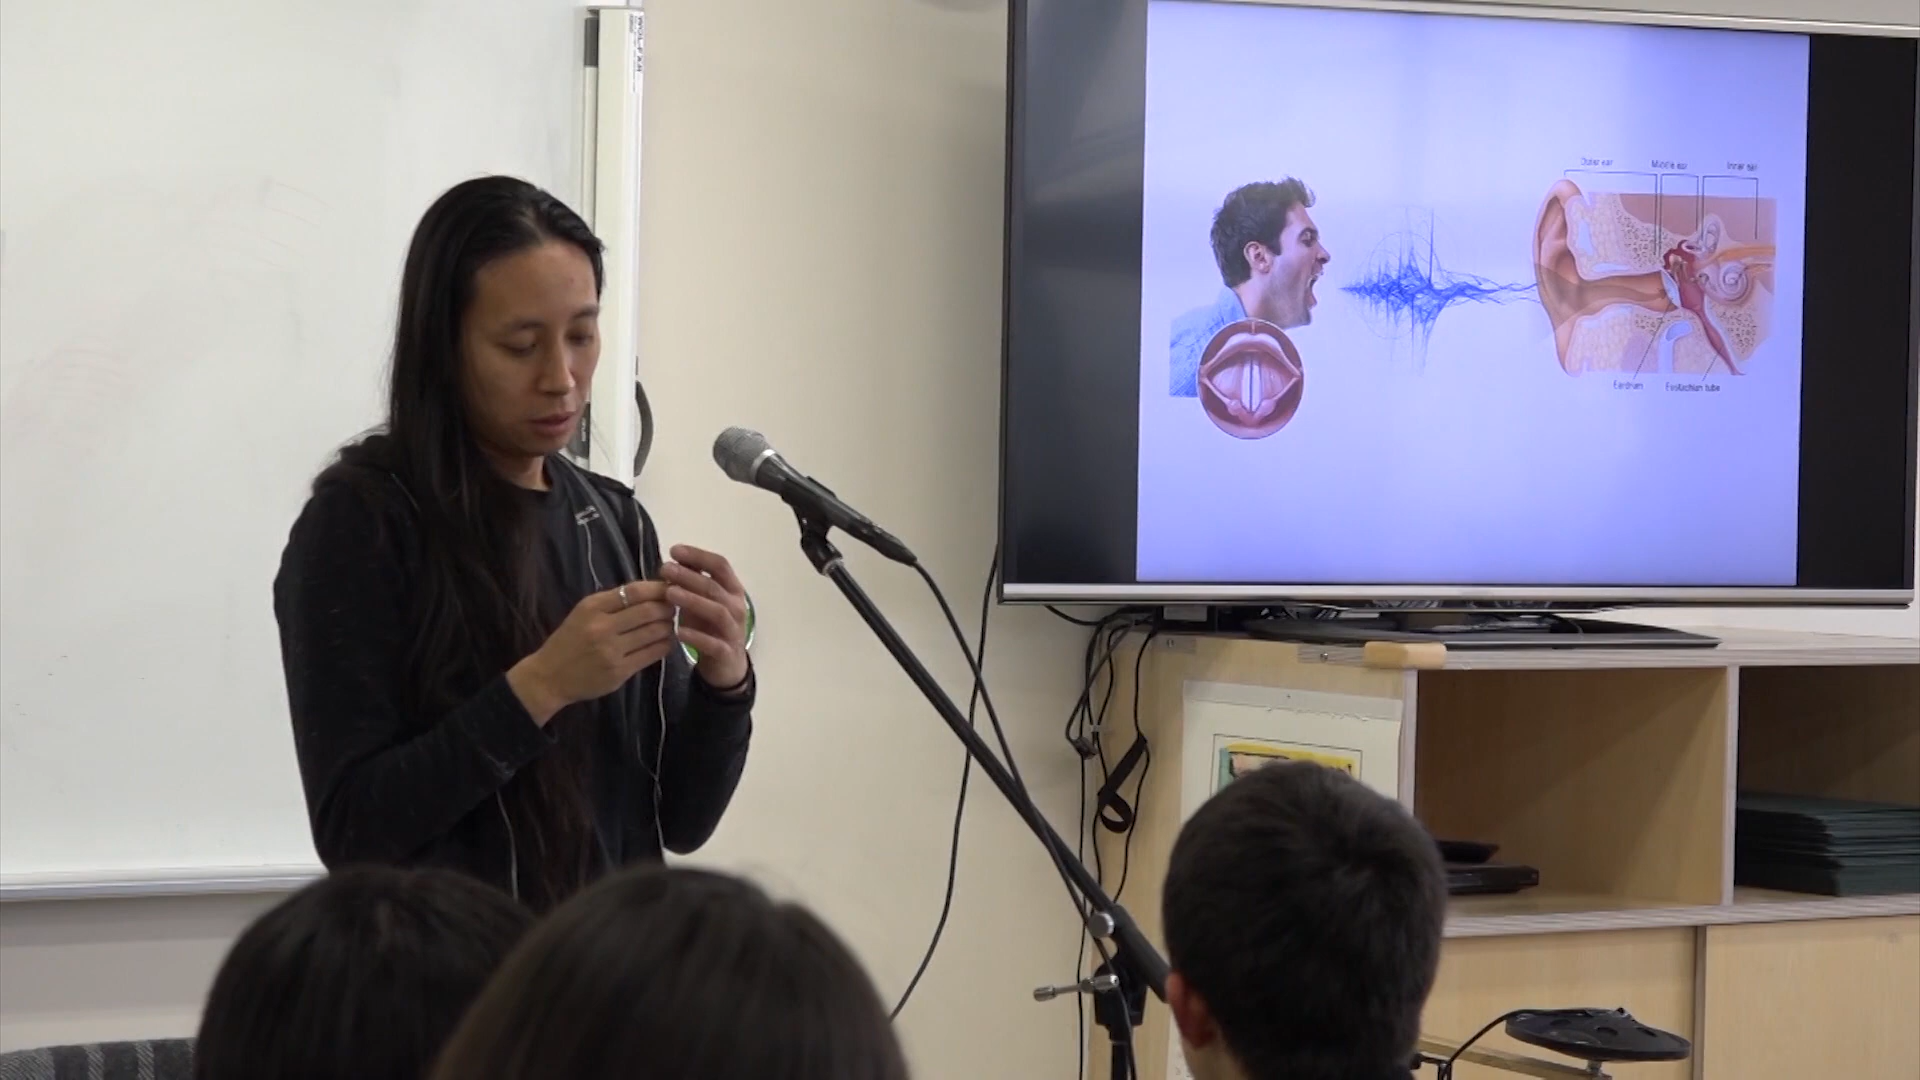 Outer ear
Middle ear
Inner ear
Eardrum
Eustachian tube